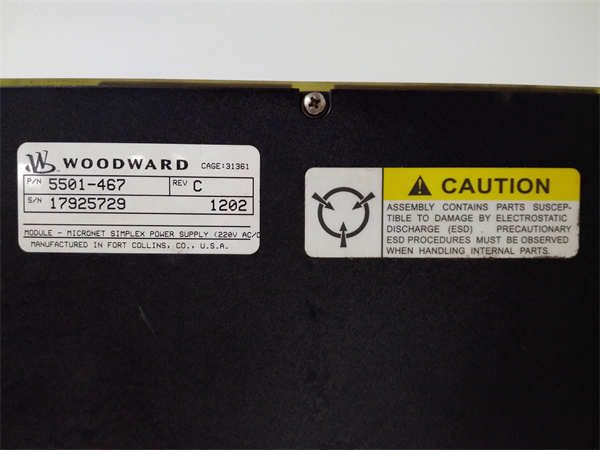 WOODWARD CAGE:31361
P/N 5501-467 REV C
S/N 17925729 1202
MODULE - MICRONET SIMPLEX POWER SUPPLY (220V AC/D
MANUFACTURED IN FORT COLLINS, CO., U.S.A.
CAUTION
ASSEMBLY CONTAINS PARTS SUSCEP-
TIBLE TO DAMAGE BY ELECTROSTATIC
DISCHARGE (ESD) PRECAUTIONARY
ESD PROCEDURES MUST BE OBSERVED
WHEN HANDLING INTERNAL PARTS.